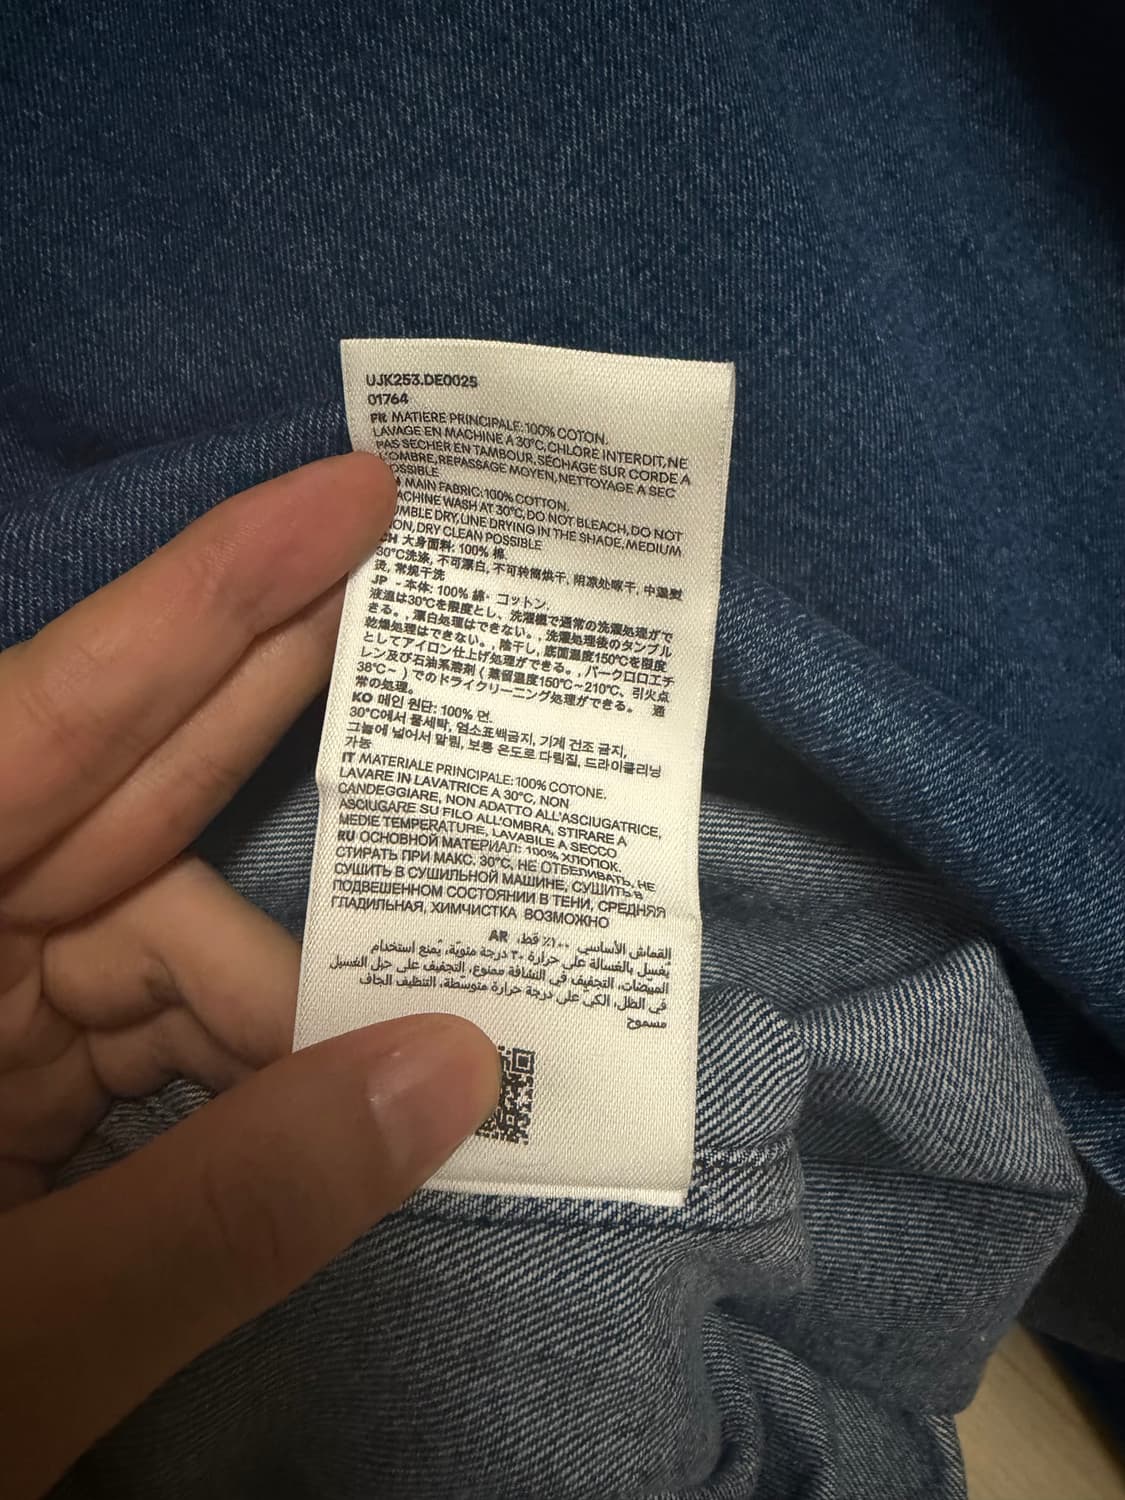 UJK253.DE0025
01764
FR MATIERE PRINCIPALE: 100% COTON.
LAVAGE EN MACHINE A 30°C, CHLORE INTERDIT, NE
PAS SECHER EN TAMBOUR, SÉCHAGE SUR CORDE A
L'OMBRE, REPASSAGE MOYEN, NETTOYAGE A SEC
POSSIBLE
MAIN FABRIC: 100% COTTON.
MACHINE WASH AT 30°C, DO NOT BLEACH, DO NOT
TUMBLE DRY, LINE DRYING IN THE SHADE, MEDIUM
IRON, DRY CLEAN POSSIBLE
CH 大身面料: 100% 棉.
30°C洗涤, 不可漂白, 不可转筒烘干, 阴凉处晾干, 中温熨
烫, 常规干洗
JP - 本体: 100% 綿・コットン.
液温は30℃を限度とし、洗濯機で通常の洗濯処理がで
きる。, 漂白処理はできない。, 洗濯処理後のタンブル
乾燥処理はできない。, 陰干し, 底面温度150℃を限度
としてアイロン仕上げ処理ができる。, パークロロエチ
レン及び石油系溶剤 ( 蒸留温度150℃~210℃、引火点
38℃~ ) でのドライクリーニング処理ができる。 通
常の処理。
KO 메인 원단: 100% 면.
30°C에서 물세탁, 염소표백금지, 기계 건조 금지,
그늘에 널어서 말림, 보통 온도로 다림질, 드라이클리닝
가능
IT MATERIALE PRINCIPALE: 100% COTONE.
LAVARE IN LAVATRICE A 30°C, NON
CANDEGGIARE, NON ADATTO ALL'ASCIUGATRICE,
ASCIUGARE SU FILO ALL'OMBRA, STIRARE A
MEDIE TEMPERATURE, LAVABILE A SECCO
RU ОСНОВНОЙ МАТЕРИАЛ: 100% ХЛОПОК.
СТИРАТЬ ПРИ МАКС. 30°C, НЕ ОТБЕЛИВАТЬ, НЕ
СУШИТЬ В СУШИЛЬНОЙ МАШИНЕ, СУШИТЬ В
ПОДВЕШЕННОМ СОСТОЯНИИ В ТЕНИ, СРЕДНЯЯ
ГЛАДИЛЬНАЯ, ХИМЧИСТКА ВОЗМОЖНО
القماش الأساسي ١٠٠٪ قطن. AR
يُغسل بالغسالة على حرارة ٣٠ درجة مئويّة، يُمنع استخدام
المبيّضات، التجفيف في النشافة ممنوع، التجفيف على حبل الغسيل
في الظل، الكي على درجة حرارة متوسطة، التنظيف الجاف
مسموح